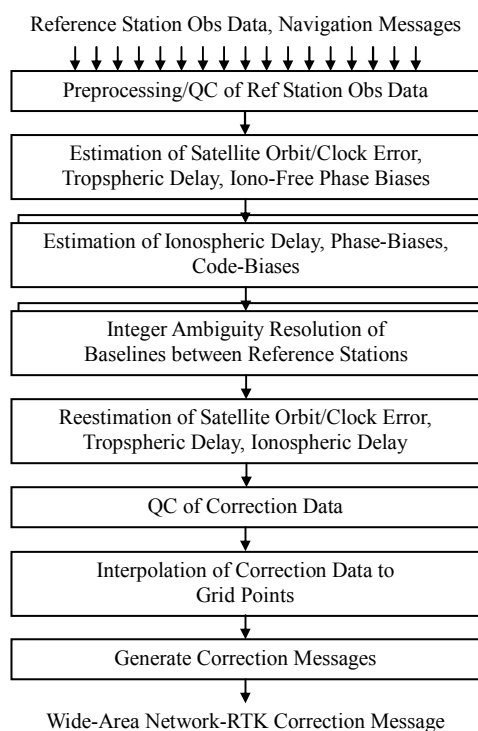 Reference Station Obs Data, Navigation Messages
Preprocessing/QC of Ref Station Obs Data
Estimation of Satellite Orbit/Clock Error,
Tropspheric Delay, Iono-Free Phase Biases
Estimation of Ionospheric Delay, Phase-Biases,
Code-Biases
Integer Ambiguity Resolution of
Baselines between Reference Stations
Reestimation of Satellite Orbit/Clock Error,
Tropspheric Delay, Ionospheric Delay
QC of Correction Data
Interpolation of Correction Data to
Grid Points
Generate Correction Messages
Wide-Area Network-RTK Correction Message